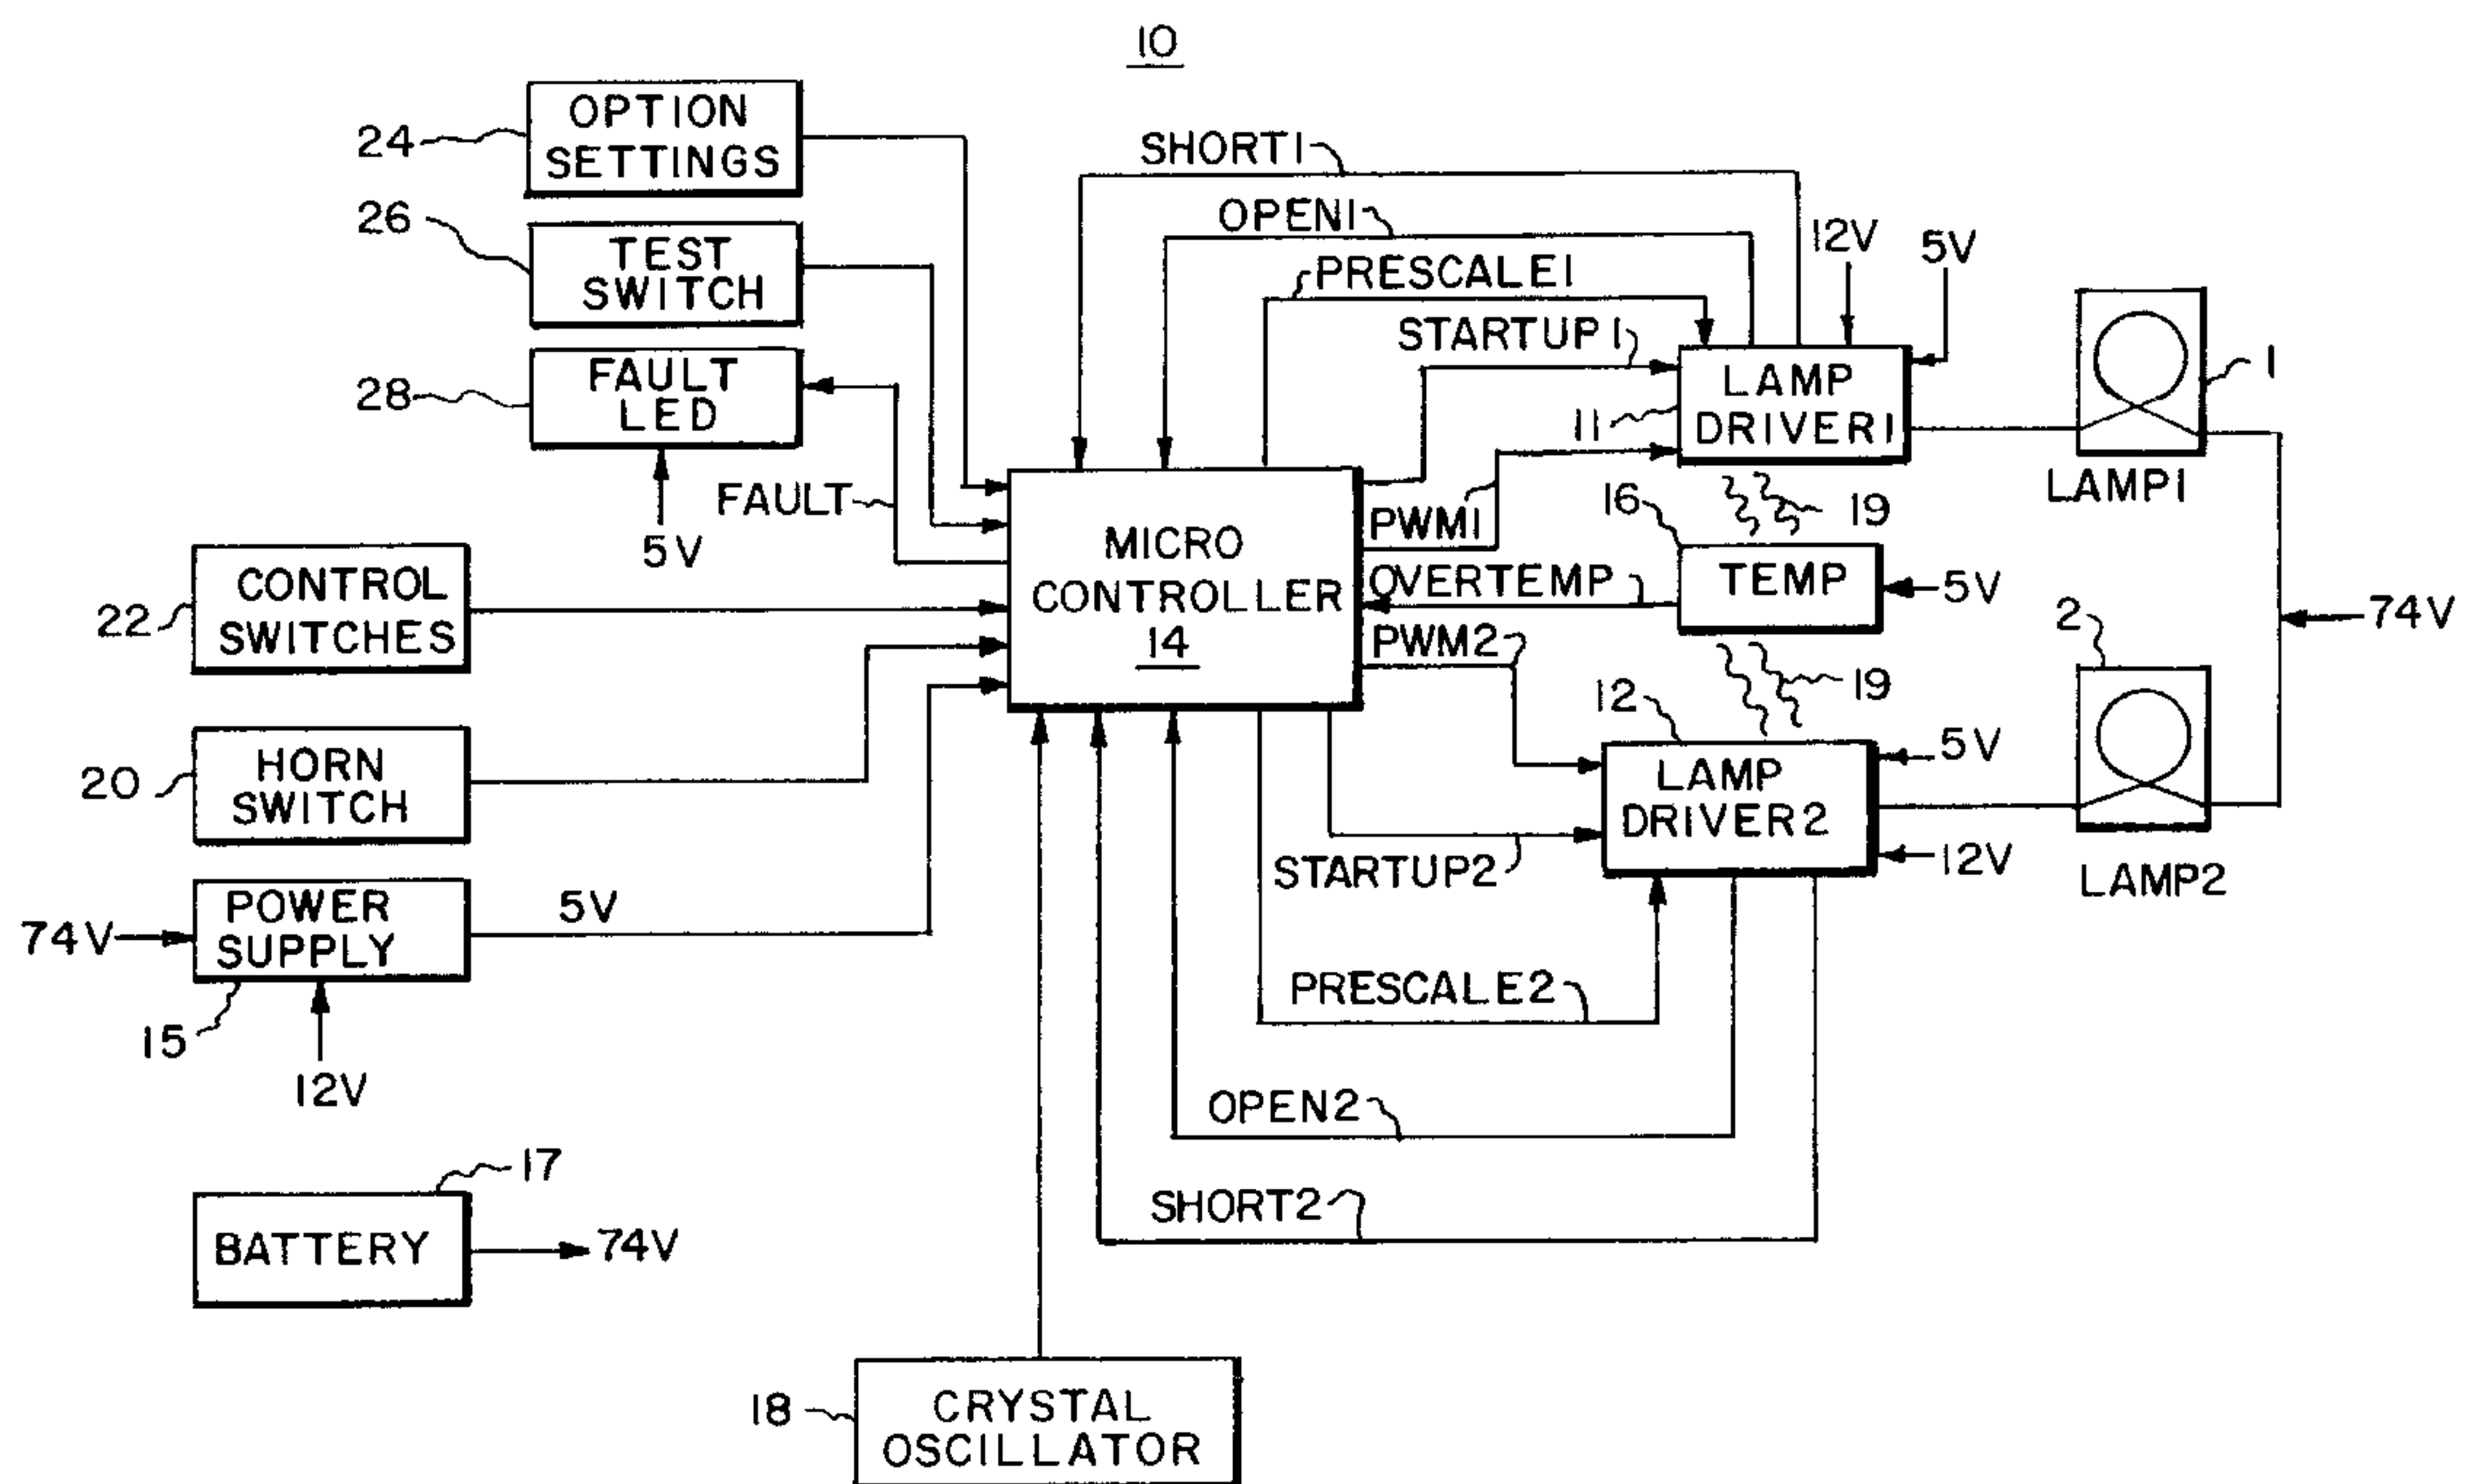 10
OPTION
SETTINGS
24
TEST
SWITCH
26
FAULT
LED
28
5V
FAULT
CONTROL
SWITCHES
22
HORN
SWITCH
20
POWER
SUPPLY
74V
5V
15
12V
17
BATTERY
74V
MICRO
CONTROLLER
14
SHORT1
OPEN1
PRESCALE1
STARTUP1
PWM1
OVERTEMP
PWM2
STARTUP2
PRESCALE2
OPEN2
SHORT2
18
CRYSTAL
OSCILLATOR
12V
5V
LAMP
DRIVER1
11
1
LAMP1
19
16
TEMP
5V
74V
19
2
12
LAMP
DRIVER2
5V
12V
LAMP2